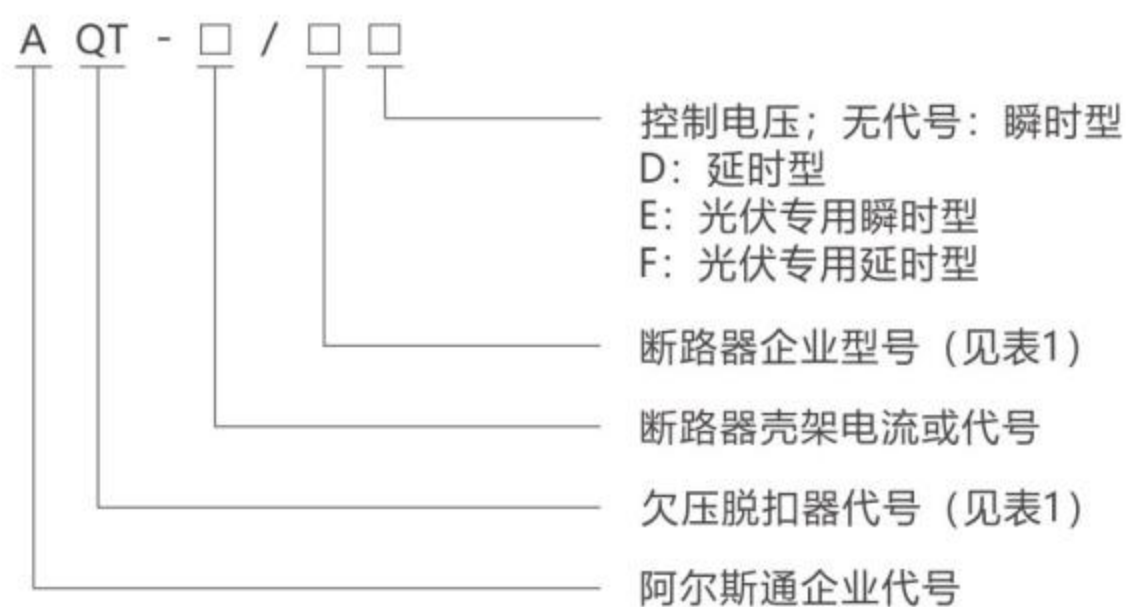 A QT - □ / □ □
控制电压；无代号：瞬时型
D：延时型
E：光伏专用瞬时型
F：光伏专用延时型
断路器企业型号（见表1）
断路器壳架电流或代号
欠压脱扣器代号（见表1）
阿尔斯通企业代号